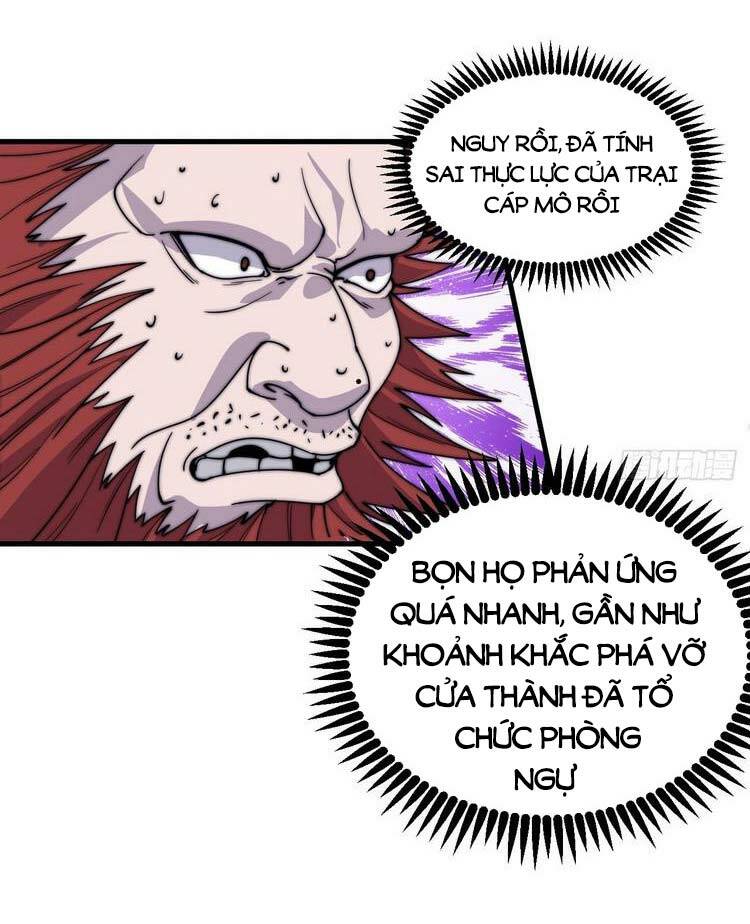 NGUY RỒI, ĐÃ TÍNH
SAI THỰC LỰC CỦA TRẠI
CÁP MÔ RỒI
BỌN HỌ PHẢN ỨNG
QUÁ NHANH, GẦN NHƯ
KHOẢNH KHẮC PHÁ VỠ
CỬA THÀNH ĐÃ TỔ
CHỨC PHÒNG
NGỰ